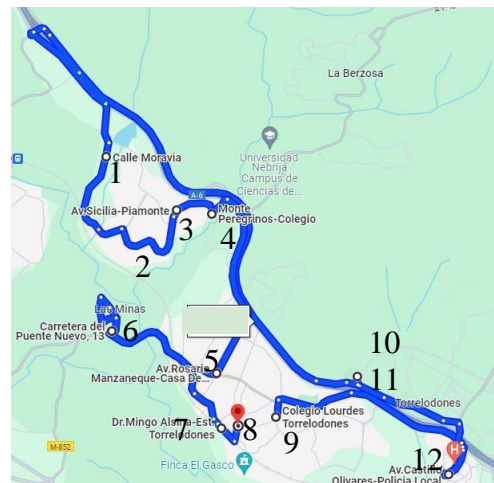 La Berzosa
Universidad
Nebrija
Campus de
Ciencias de...
Calle Moravia
1
A-6
Av.Sicilia-Piamonte
3
Monte
Peregrinos-Colegio
4
2
Las Minas
Carretera del
Puente Nuevo, 13
6
10
Av.Rosario
Manzaneque-Casa De...
5
11
Torrelodones
Colegio Lourdes
Torrelodones
9
Dr.Mingo Alsina-Est.
Torrelodones
7
8
M-852
Finca El Gasco
H
12
Av.Castillo
Olivares-Policia Local